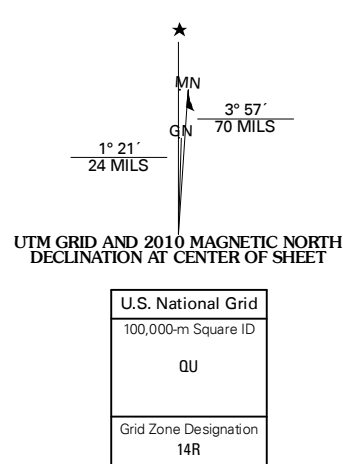 ★
MN
3° 57´
70 MILS
GN
1° 21´
24 MILS
UTM GRID AND 2010 MAGNETIC NORTH
DECLINATION AT CENTER OF SHEET
U.S. National Grid
100,000-m Square ID
QU
Grid Zone Designation
14R